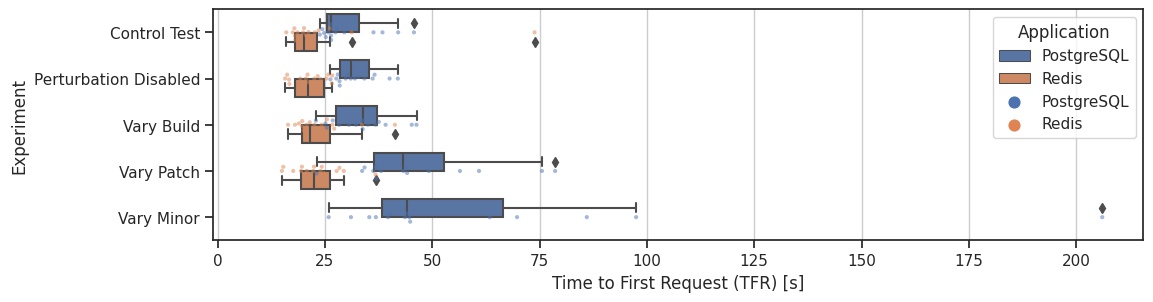 Experiment
Control Test
Perturbation Disabled
Vary Build
Vary Patch
Vary Minor
Application
PostgreSQL
Redis
PostgreSQL
Redis
0 25 50 75 100 125 150 175 200
Time to First Request (TFR) [s]